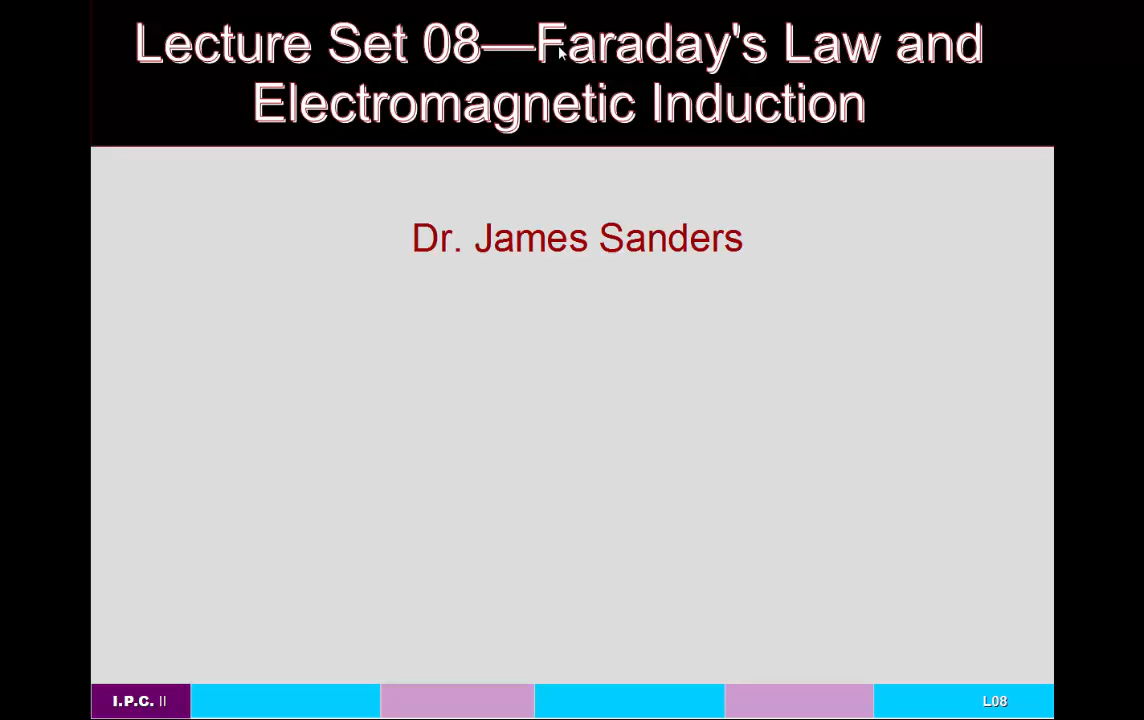 Lecture Set 08—Faraday's Law and
Electromagnetic Induction
Dr. James Sanders
I.P.C. II
L08